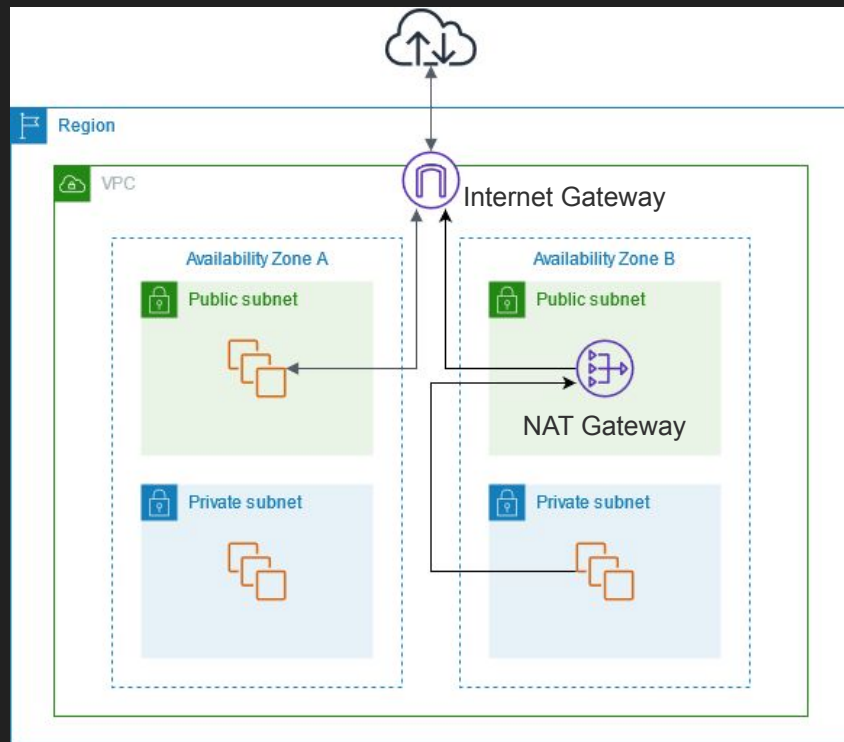 Region
VPC
Internet Gateway
Availability Zone A
Availability Zone B
Public subnet
Public subnet
NAT Gateway
Private subnet
Private subnet